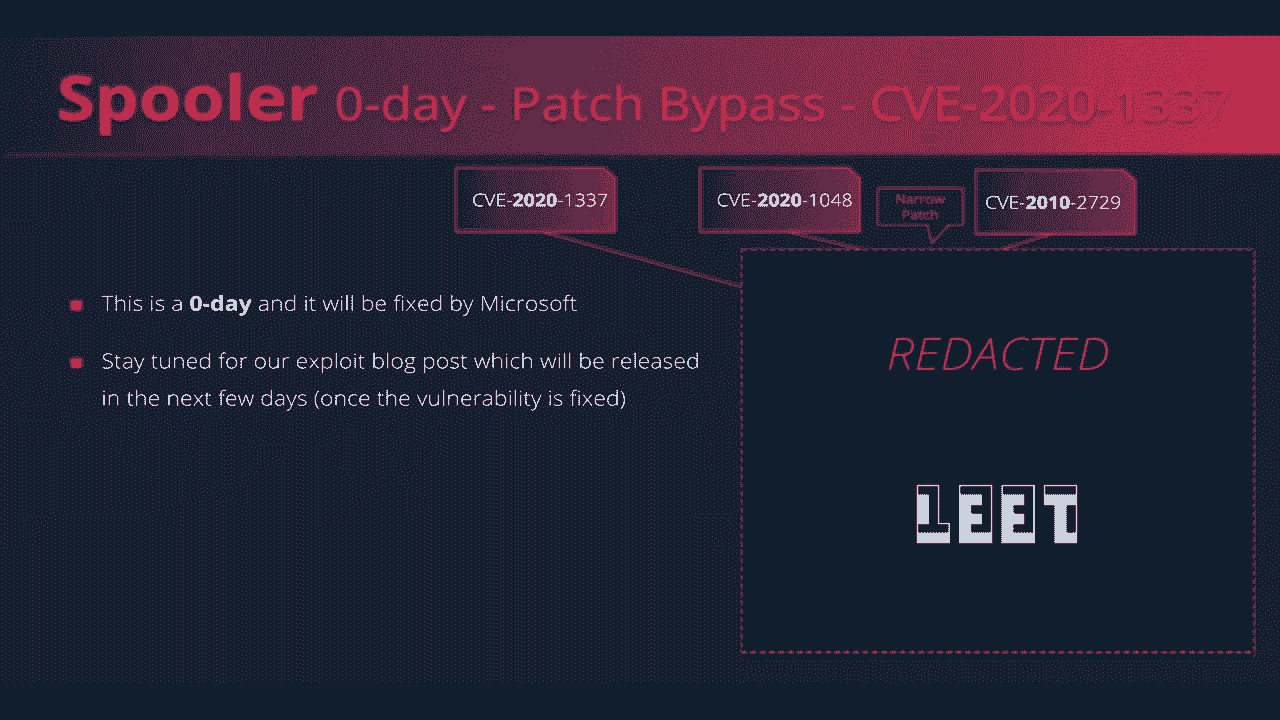 Spooler 0-day - Patch Bypass - CVE-2020-1337
CVE-2020-1337
CVE-2020-1048
Narrow
Patch
CVE-2010-2729
This is a 0-day and it will be fixed by Microsoft
Stay tuned for our exploit blog post which will be released
in the next few days (once the vulnerability is fixed)
REDACTED
LEET